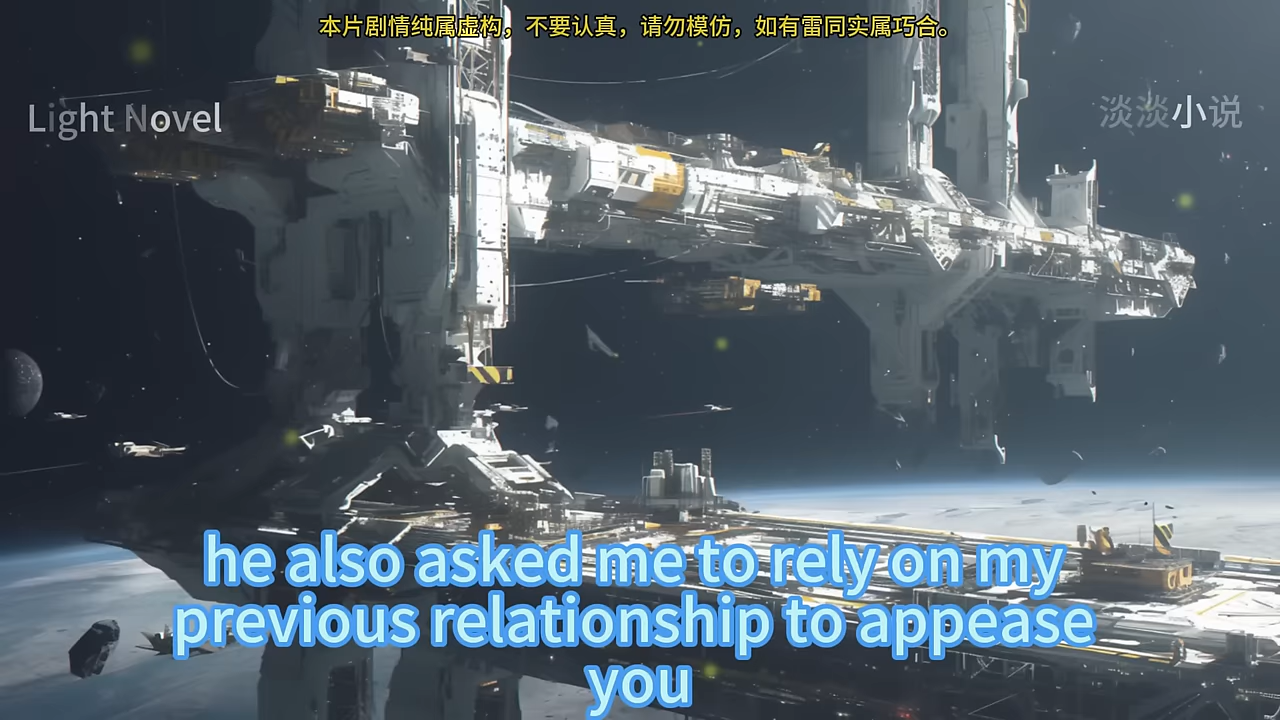 本片剧情纯属虚构，不要认真，请勿模仿，如有雷同实属巧合。
Light Novel
淡淡小说
he also asked me to rely on my
previous relationship to appease
you